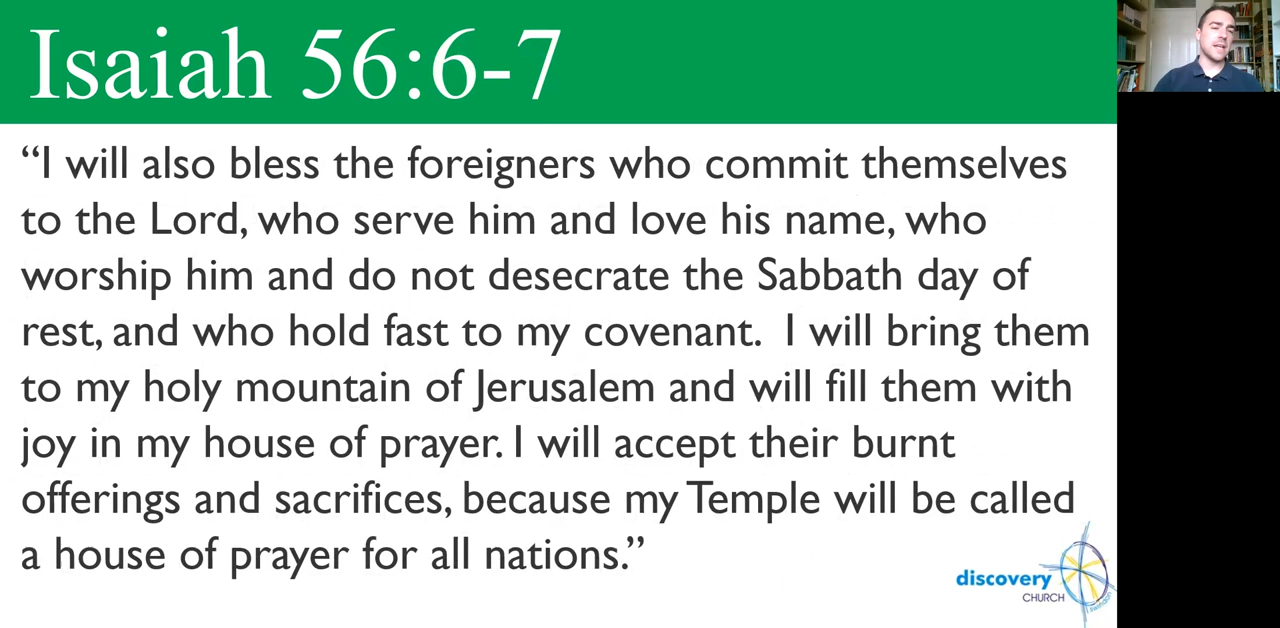 Isaiah 56:6-7
“I will also bless the foreigners who commit themselves
to the Lord, who serve him and love his name, who
worship him and do not desecrate the Sabbath day of
rest, and who hold fast to my covenant.  I will bring them
to my holy mountain of Jerusalem and will fill them with
joy in my house of prayer. I will accept their burnt
offerings and sacrifices, because my Temple will be called
a house of prayer for all nations.”
discovery
CHURCH